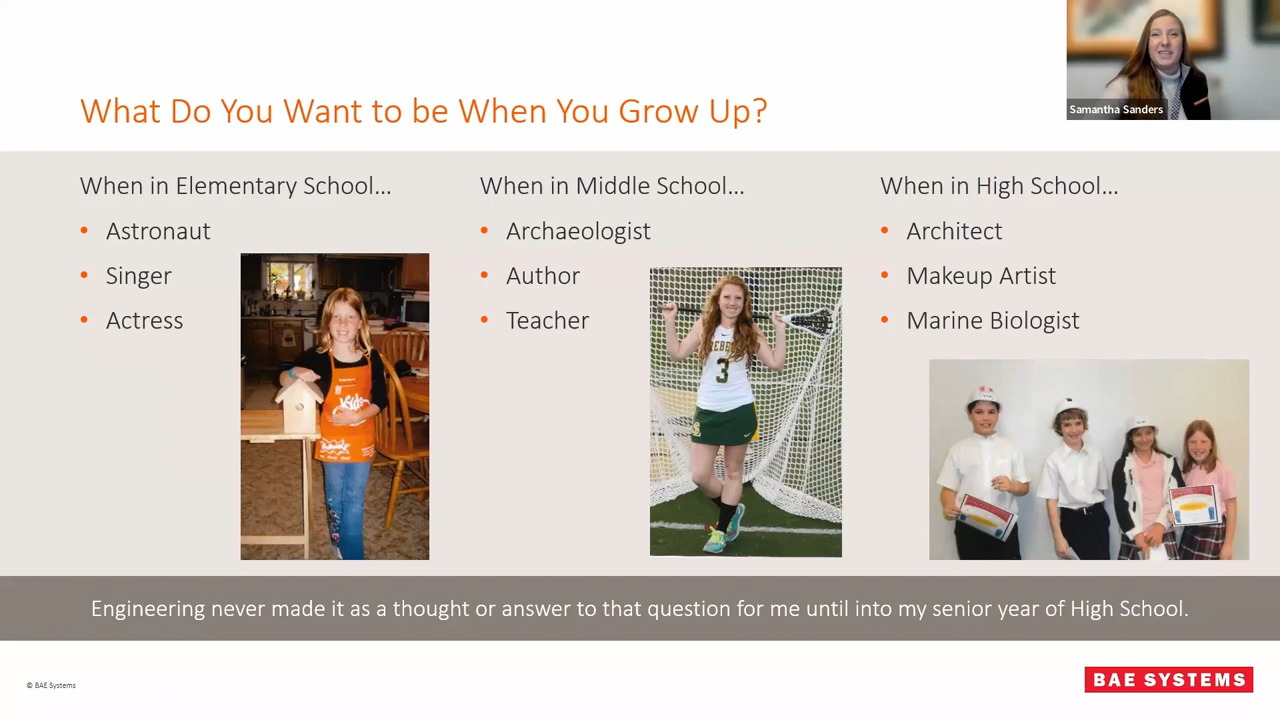 Samantha Sanders
What Do You Want to be When You Grow Up?
When in Elementary School...
• Astronaut
• Singer
• Actress
When in Middle School...
• Archaeologist
• Author
• Teacher
When in High School...
• Architect
• Makeup Artist
• Marine Biologist
Kids
REBELS
3
Engineering never made it as a thought or answer to that question for me until into my senior year of High School.
© BAE Systems
BAE SYSTEMS